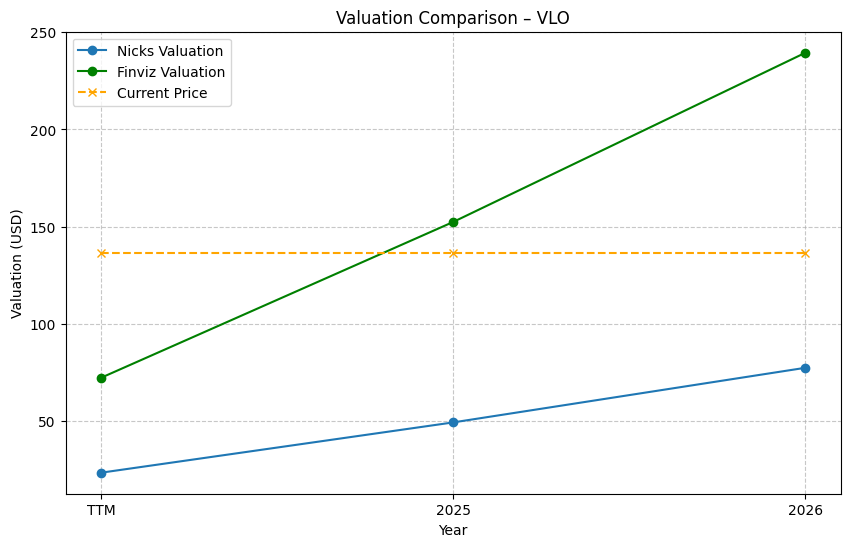 Valuation Comparison – VLO
Nicks Valuation
Finviz Valuation
Current Price
Valuation (USD)
250
200
150
100
50
TTM
2025
2026
Year